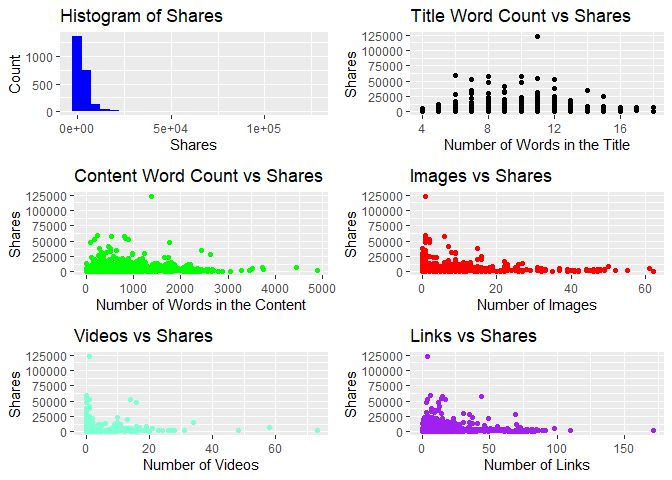 Histogram of Shares
Count
1000
500
0
0e+00 5e+04 1e+05
Shares
Title Word Count vs Shares
Shares
125000
100000
75000
50000
25000
0
4 8 12 16
Number of Words in the Title
Content Word Count vs Shares
Shares
125000
100000
75000
50000
25000
0
0 1000 2000 3000 4000 5000
Number of Words in the Content
Images vs Shares
Shares
125000
100000
75000
50000
25000
0
0 20 40 60
Number of Images
Videos vs Shares
Shares
125000
100000
75000
50000
25000
0
0 20 40 60
Number of Videos
Links vs Shares
Shares
125000
100000
75000
50000
25000
0
0 50 100 150
Number of Links